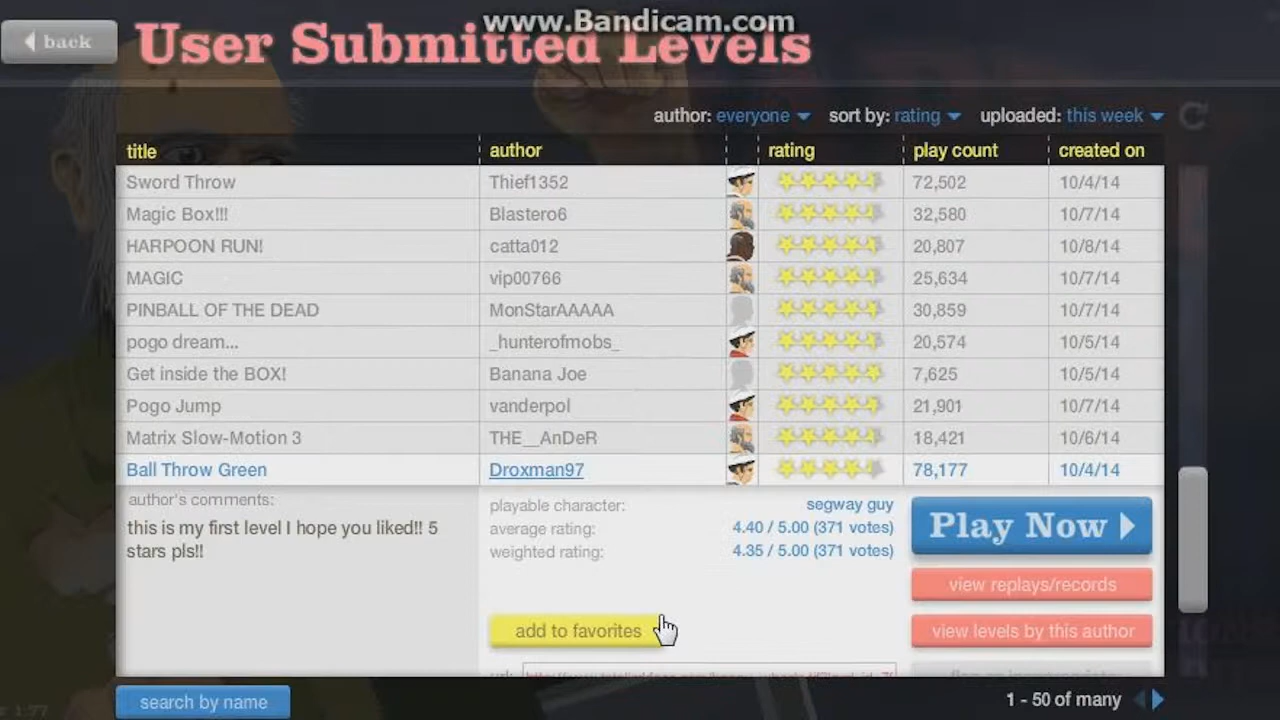 www.Bandicam.com
back
User Submitted Levels
author: everyone sort by: rating uploaded: this week
title author rating play count created on
Sword Throw Thief1352 72,502 10/4/14
Magic Box!!! Blastero6 32,580 10/7/14
HARPOON RUN! catta012 20,807 10/8/14
MAGIC vip00766 25,634 10/7/14
PINBALL OF THE DEAD MonStarAAAAA 30,859 10/7/14
pogo dream... _hunterofmobs_ 20,574 10/5/14
Get inside the BOX! Banana Joe 7,625 10/5/14
Pogo Jump vanderpol 21,901 10/7/14
Matrix Slow-Motion 3 THE__AnDeR 18,421 10/6/14
Ball Throw Green Droxman97 78,177 10/4/14
author's comments:
this is my first level I hope you liked!! 5
stars pls!!
playable character: segway guy
average rating: 4.40 / 5.00 (371 votes)
weighted rating: 4.35 / 5.00 (371 votes)
Play Now
view replays/records
add to favorites
view levels by this author
search by name
1 - 50 of many